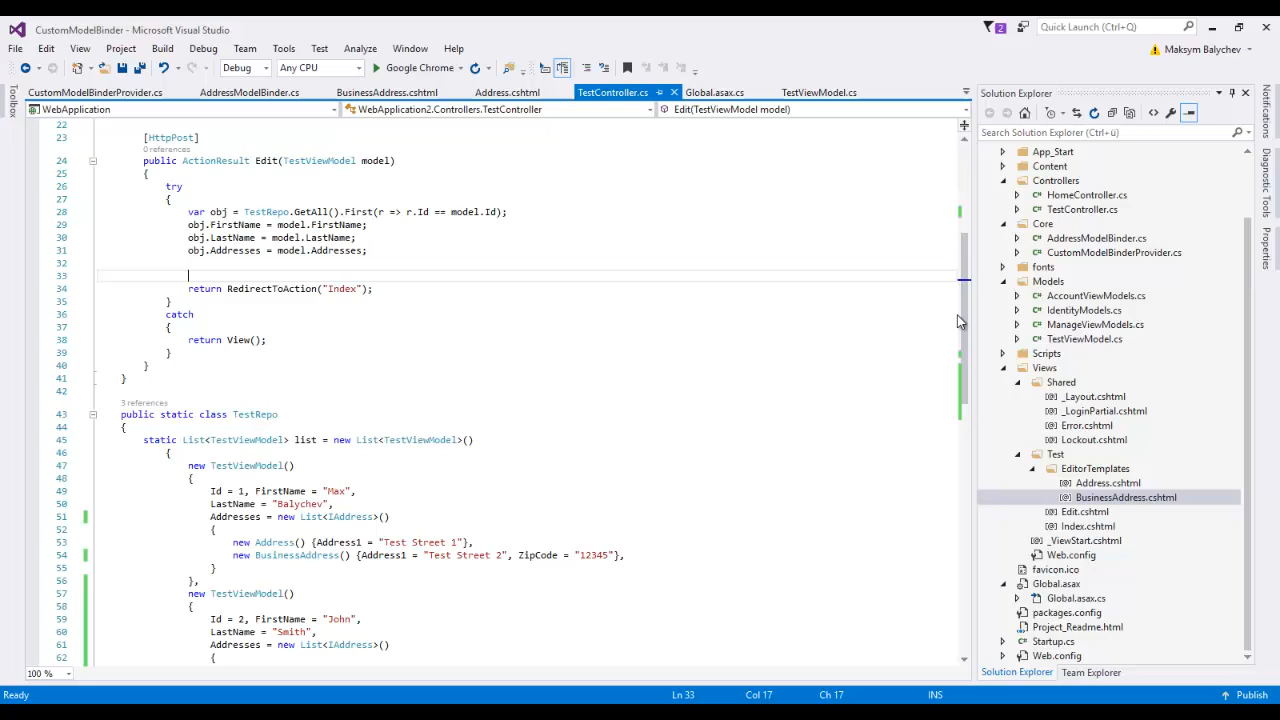 CustomModelBinder - Microsoft Visual Studio
2
Quick Launch (Ctrl+Q)
File Edit View Project Build Debug Team Tools Test Analyze Window Help
Maksym Balychev
Debug Any CPU Google Chrome
Toolbox
CustomModelBinderProvider.cs AddressModelBinder.cs BusinessAddress.cshtml Address.cshtml TestController.cs Global.asax.cs TestViewModel.cs
WebApplication WebApplication2.Controllers.TestController Edit(TestViewModel model)
22
23 [HttpPost]
0 references
24 public ActionResult Edit(TestViewModel model)
25 {
26 try
27 {
28 var obj = TestRepo.GetAll().First(r => r.Id == model.Id);
29 obj.FirstName = model.FirstName;
30 obj.LastName = model.LastName;
31 obj.Addresses = model.Addresses;
32
33
34 return RedirectToAction("Index");
35 }
36 catch
37 {
38 return View();
39 }
40 }
41 }
42
3 references
43 public static class TestRepo
44 {
45 static List<TestViewModel> list = new List<TestViewModel>()
46 {
47 new TestViewModel()
48 {
49 Id = 1, FirstName = "Max",
50 LastName = "Balychev",
51 Addresses = new List<IAddress>()
52 {
53 new Address() {Address1 = "Test Street 1"},
54 new BusinessAddress() {Address1 = "Test Street 2", ZipCode = "12345"},
55 }
56 },
57 new TestViewModel()
58 {
59 Id = 2, FirstName = "John",
60 LastName = "Smith",
61 Addresses = new List<IAddress>()
62 {
100 %
Solution Explorer
Search Solution Explorer (Ctrl+ü)
App_Start
Content
Controllers
C# HomeController.cs
C# TestController.cs
Core
C# AddressModelBinder.cs
C# CustomModelBinderProvider.cs
fonts
Models
C# AccountViewModels.cs
C# IdentityModels.cs
C# ManageViewModels.cs
C# TestViewModel.cs
Scripts
Views
Shared
[@] _Layout.cshtml
[@] _LoginPartial.cshtml
[@] Error.cshtml
[@] Lockout.cshtml
Test
EditorTemplates
[@] Address.cshtml
[@] BusinessAddress.cshtml
[@] Edit.cshtml
[@] Index.cshtml
[@] _ViewStart.cshtml
Web.config
favicon.ico
Global.asax
Global.asax.cs
packages.config
Project_Readme.html
C# Startup.cs
Web.config
Solution Explorer Team Explorer
Notifications
Diagnostic Tools
Properties
Ready Ln 33 Col 17 Ch 17 INS Publish